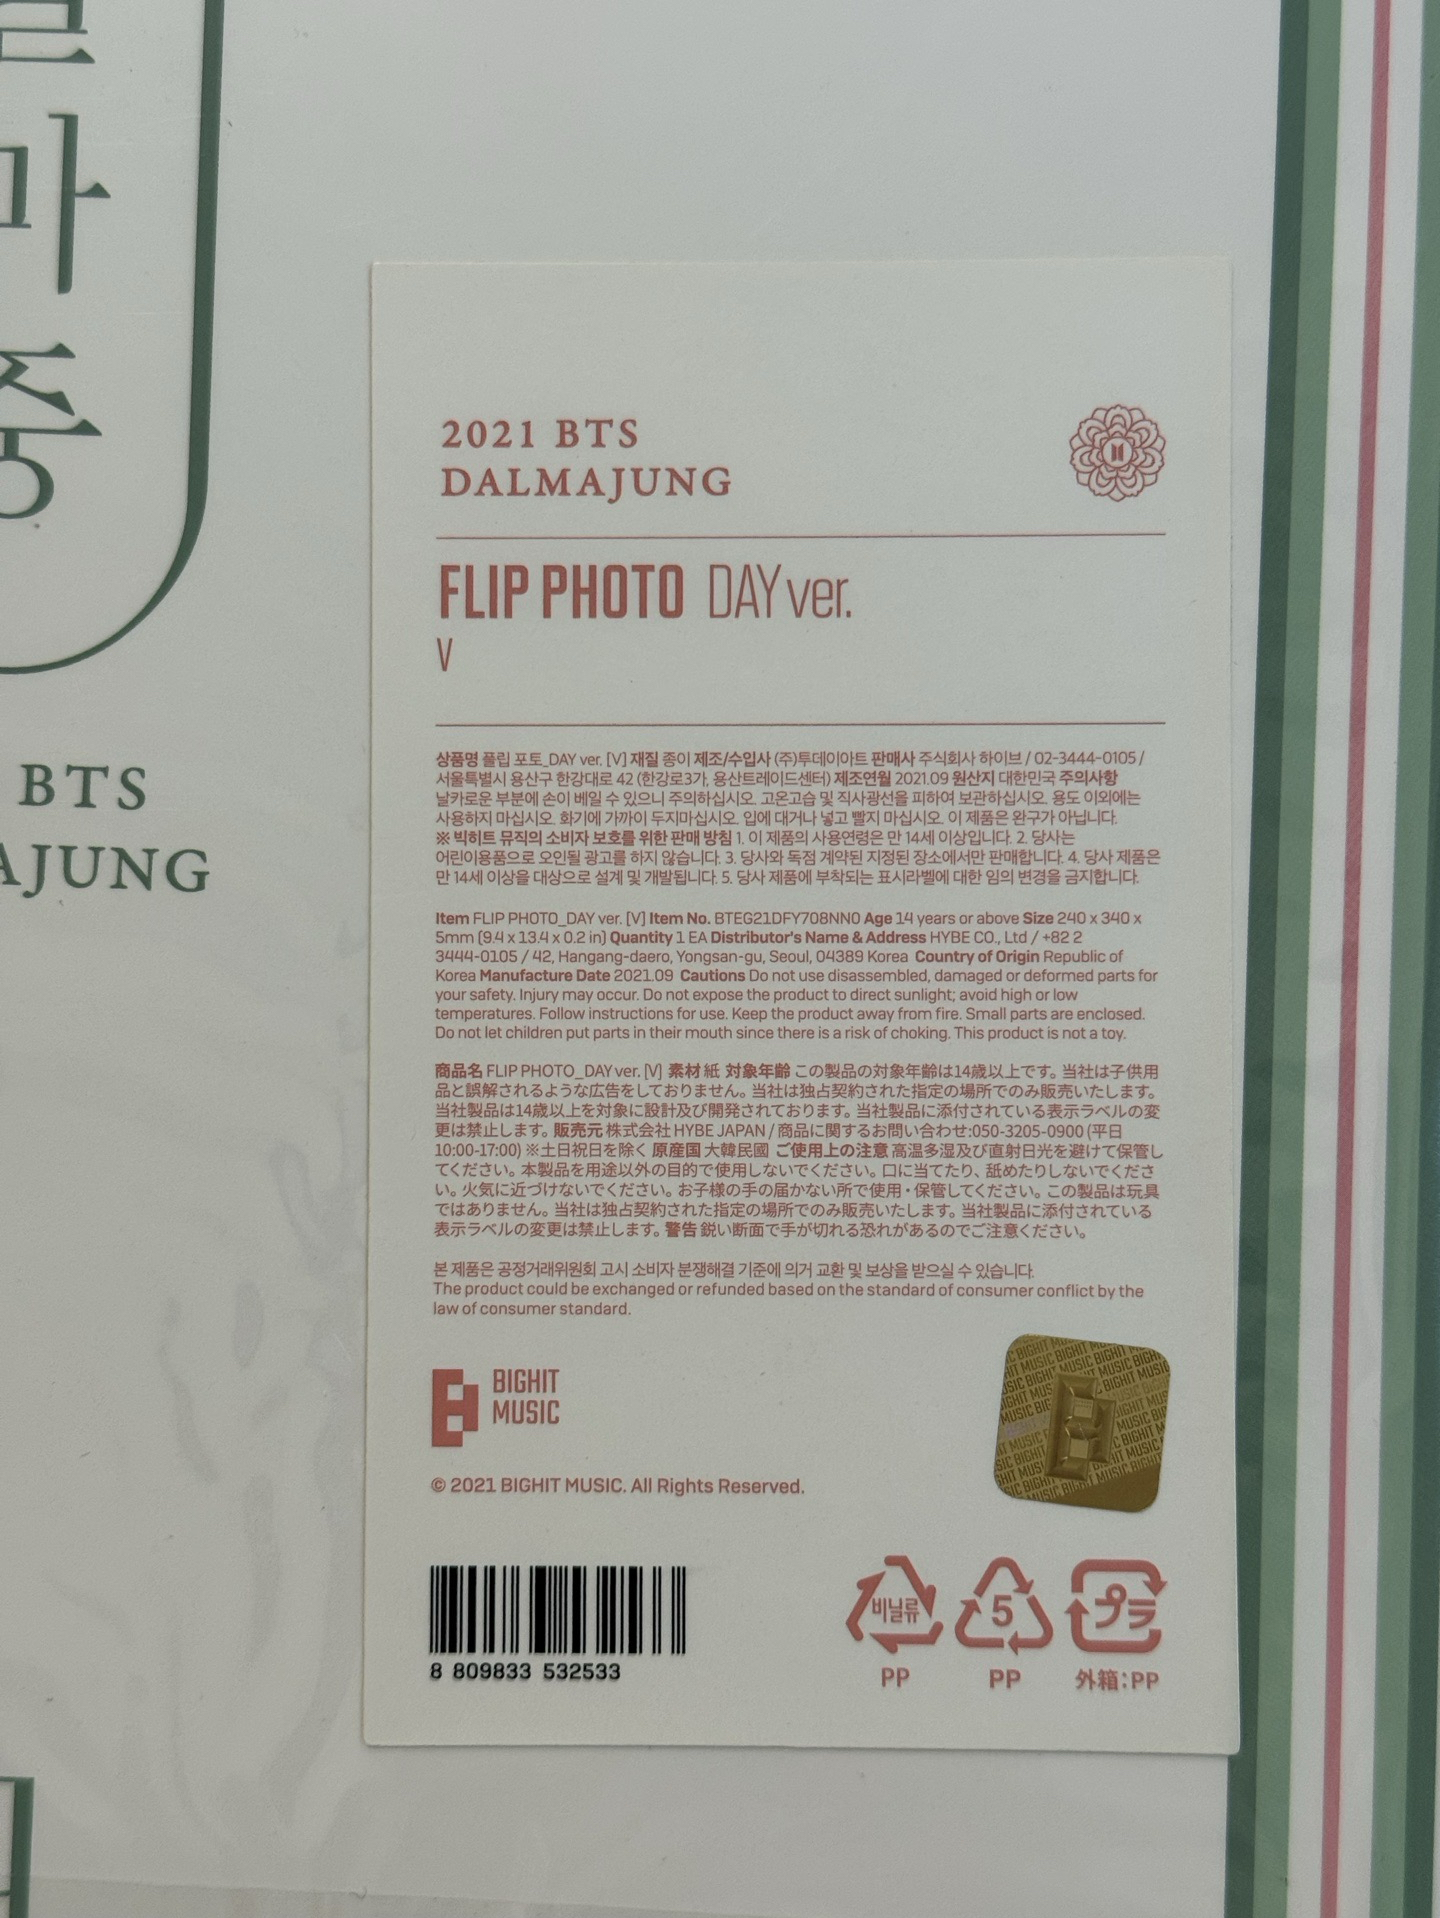 마
중
BTS
AJUNG
2021 BTS
DALMAJUNG
FLIP PHOTO DAY ver.
V
상품명 풀립 포토_DAY ver. [V] 재질 종이 제조/수입사 (주)투데이아트 판매사 주식회사 하이브 / 02-3444-0105 /
서울특별시 용산구 한강대로 42 (한강로3가, 용산트레이드센터) 제조연월 2021.09 원산지 대한민국 주의사항
날카로운 부분에 손이 베일 수 있으니 주의하십시오. 고온고습 및 직사광선을 피하여 보관하십시오. 용도 이외에는
사용하지 마십시오. 화기에 가까이 두지마십시오. 입에 대거나 넣고 빨지 마십시오. 이 제품은 완구가 아닙니다.
※ 빅히트 뮤직의 소비자 보호를 위한 판매 방침 1. 이 제품의 사용연령은 만 14세 이상입니다. 2. 당사는
어린이용품으로 오인될 광고를 하지 않습니다. 3. 당사와 독점 계약된 지정된 장소에서만 판매합니다. 4. 당사 제품은
만 14세 이상을 대상으로 설계 및 개발됩니다. 5. 당사 제품에 부착되는 표시라벨에 대한 임의 변경을 금지합니다.
Item FLIP PHOTO_DAY ver. [V] Item No. BTEG21DFY708NN0 Age 14 years or above Size 240 x 340 x
5mm (9.4 x 13.4 x 0.2 in) Quantity 1 EA Distributor's Name & Address HYBE CO., Ltd / +82 2
3444-0105 / 42, Hangang-daero, Yongsan-gu, Seoul, 04389 Korea Country of Origin Republic of
Korea Manufacture Date 2021.09 Cautions Do not use disassembled, damaged or deformed parts for
your safety. Injury may occur. Do not expose the product to direct sunlight; avoid high or low
temperatures. Follow instructions for use. Keep the product away from fire. Small parts are enclosed.
Do not let children put parts in their mouth since there is a risk of choking. This product is not a toy.
商品名 FLIP PHOTO_DAY ver. [V] 素材 紙 対象年齢 この製品の対象年齢は14歳以上です。当社は子供用
品と誤解されるような広告をしておりません。当社は独占契約された指定の場所でのみ販売いたします。
当社製品は14歳以上を対象に設計及び開発されております。当社製品に添付されている表示ラベルの変
更は禁止します。販売元 株式会社 HYBE JAPAN / 商品に関するお問い合わせ:050-3205-0900 (平日
10:00-17:00) ※土日祝日を除く 原産国 大韓民國 ご使用上の注意 高温多湿及び直射日光を避けて保管し
てください。本製品を用途以外の目的で使用しないでください。口に当てたり、舐めたりしないでくださ
い。火気に近づけないでください。お子様の手の届かない所で使用・保管してください。この製品は玩具
ではありません。当社は独占契約された指定の場所でのみ販売いたします。当社製品に添付されている
表示ラベルの変更は禁止します。警告 鋭い断面で手が切れる恐れがあるのでご注意ください。
본 제품은 공정거래위원회 고시 소비자 분쟁해결 기준에 의거 교환 및 보상을 받으실 수 있습니다.
The product could be exchanged or refunded based on the standard of consumer conflict by the
law of consumer standard.
BIGHIT
MUSIC
BIGHIT MUSIC
© 2021 BIGHIT MUSIC. All Rights Reserved.
8 809833 532533
비닐류
PP
5
PP
プラ
外箱:PP